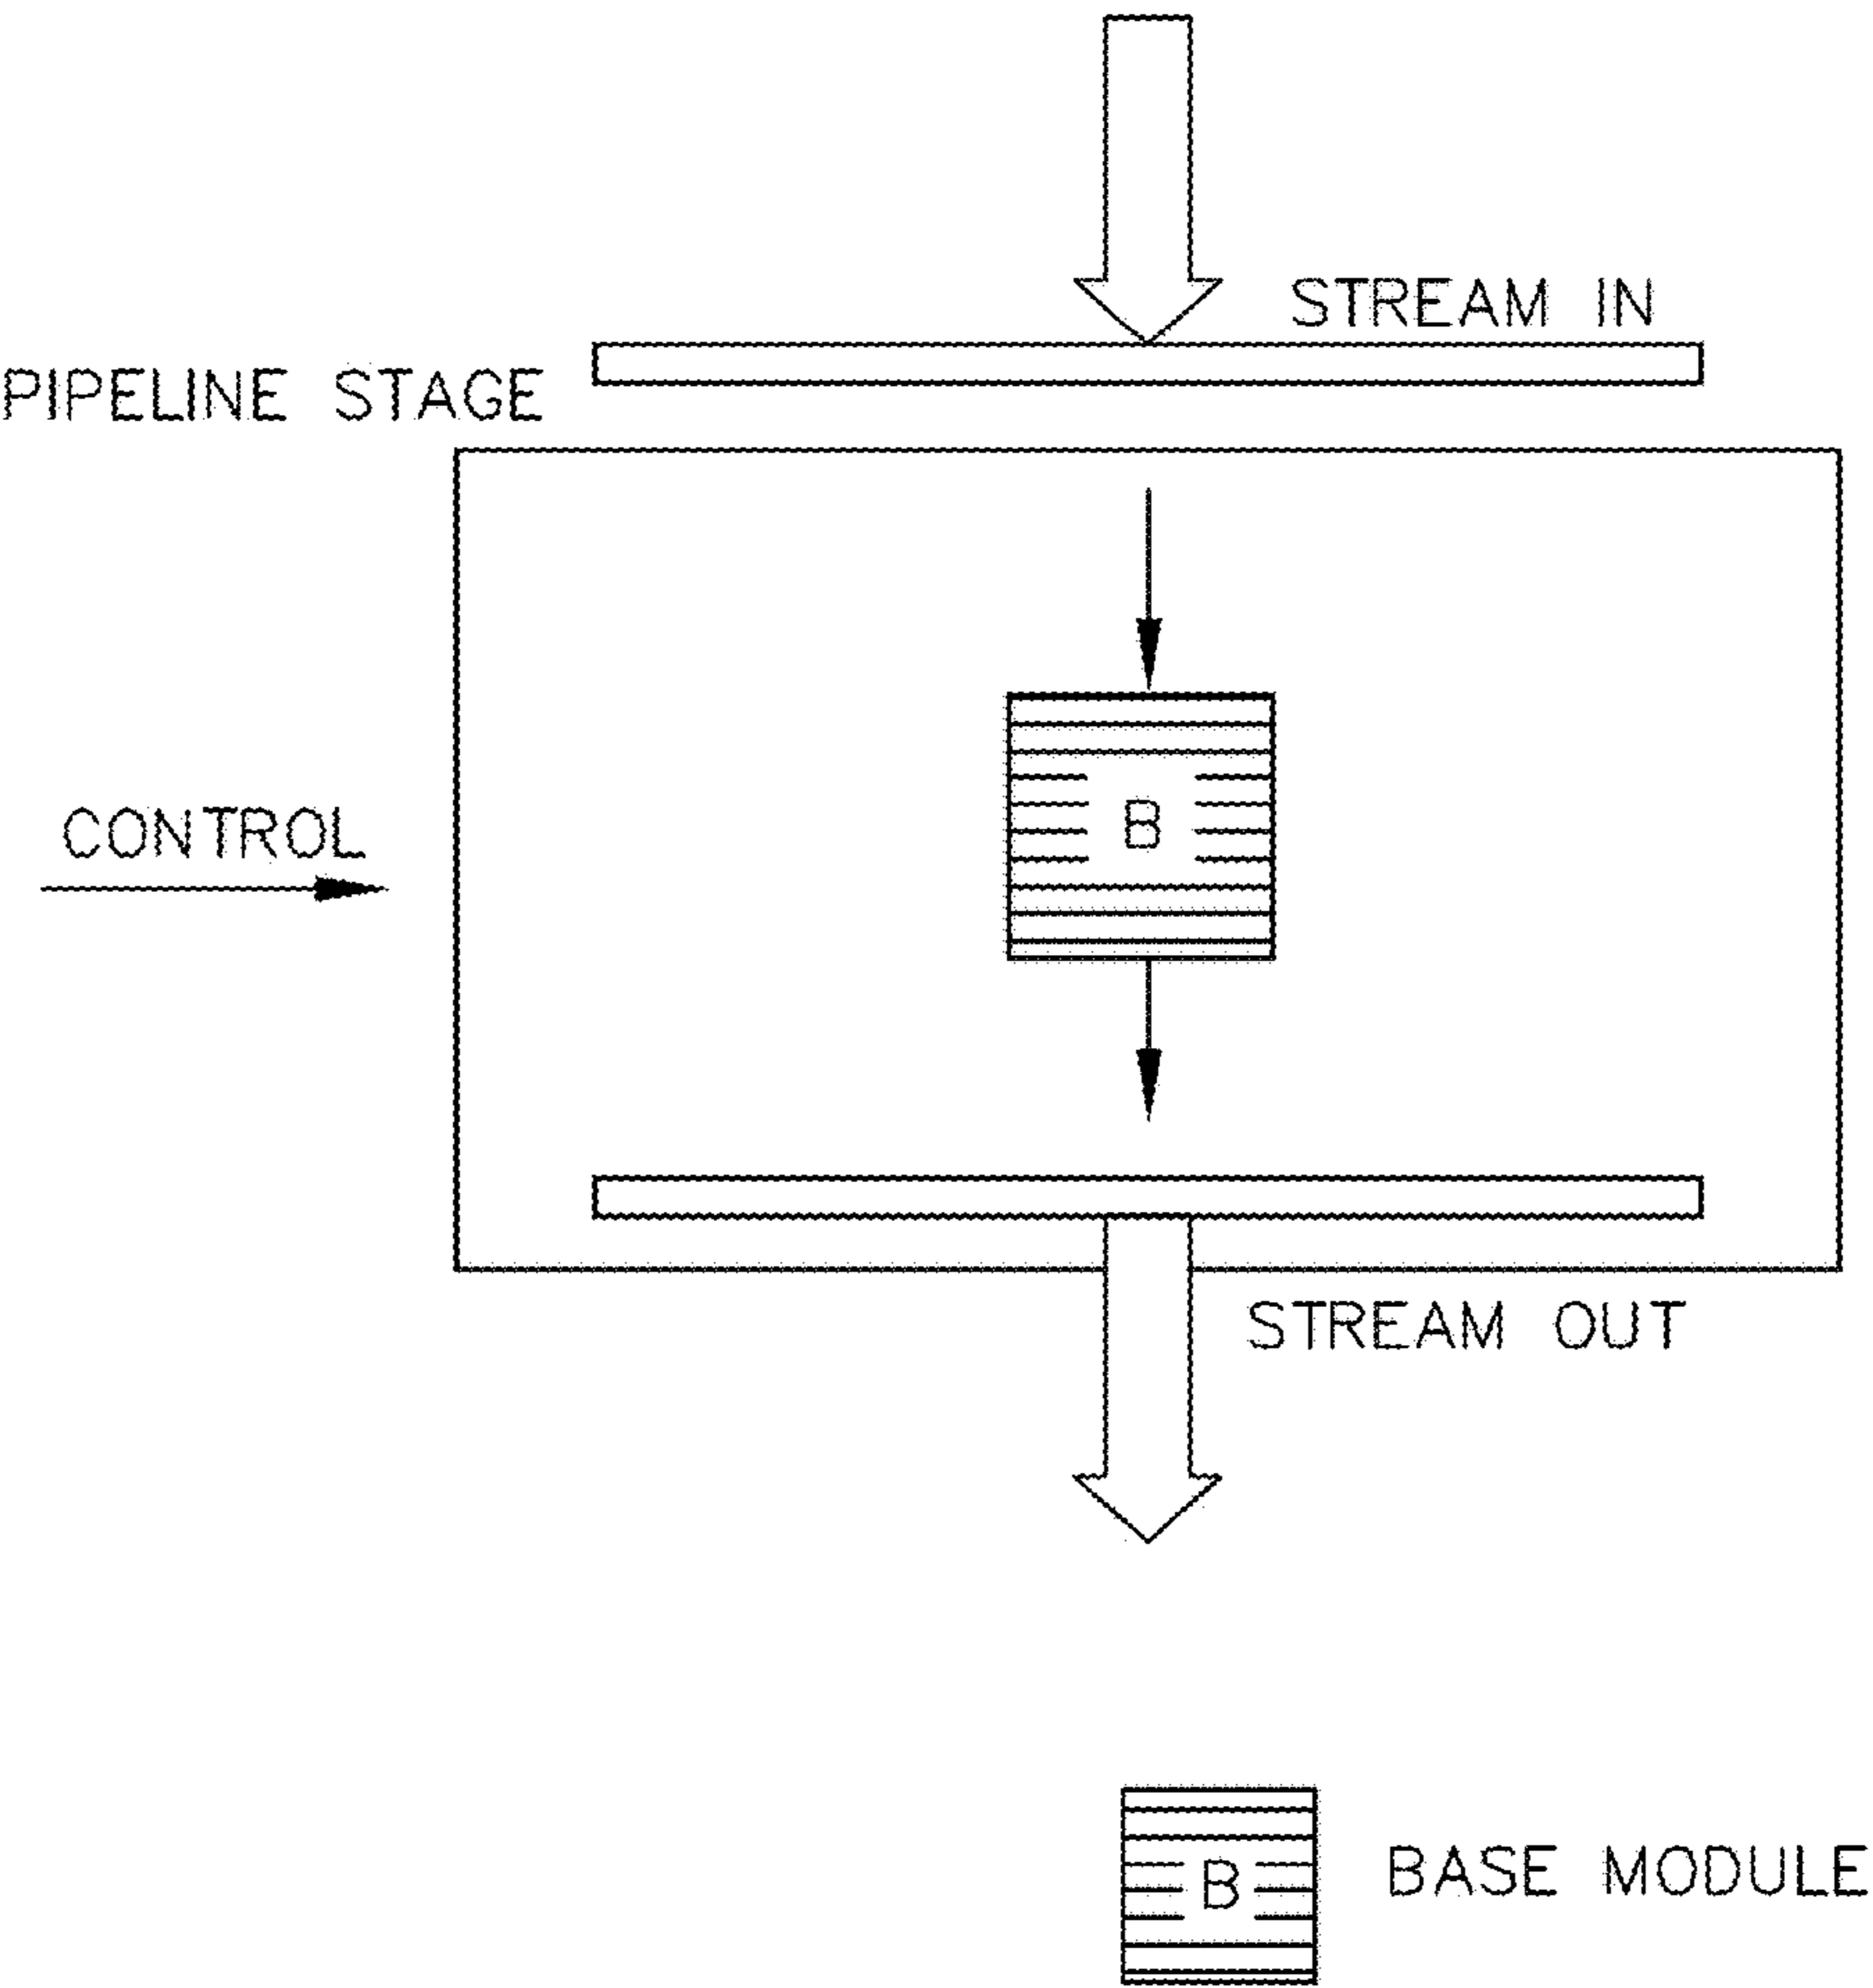 STREAM IN
PIPELINE STAGE
CONTROL
B
STREAM OUT
B BASE MODULE